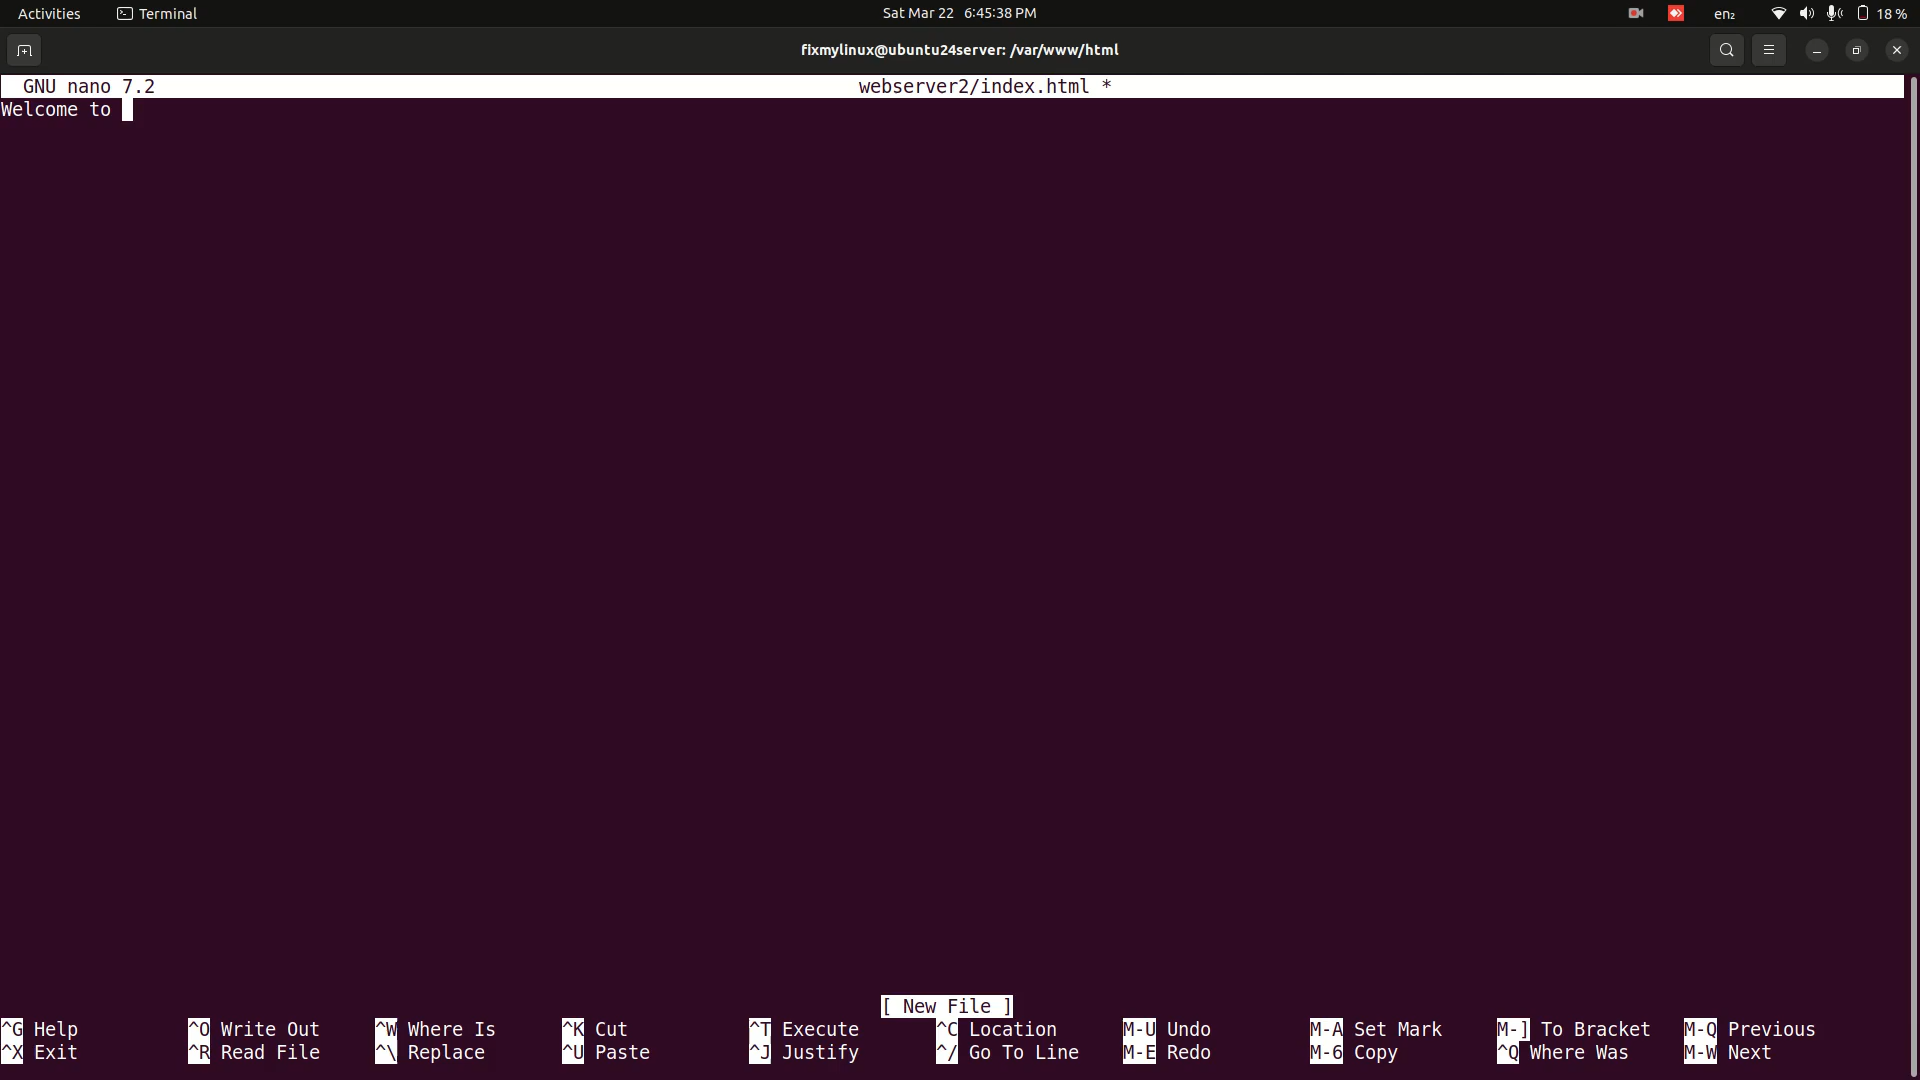 Activities Terminal Sat Mar 22 6:45:38 PM en₂ 18 %
fixmylinux@ubuntu24server: /var/www/html
GNU nano 7.2 webserver2/index.html *
Welcome to
[ New File ]
^G Help ^O Write Out ^W Where Is ^K Cut ^T Execute ^C Location M-U Undo M-A Set Mark M-] To Bracket M-Q Previous
^X Exit ^R Read File ^\ Replace ^U Paste ^J Justify ^/ Go To Line M-E Redo M-6 Copy ^Q Where Was M-W Next